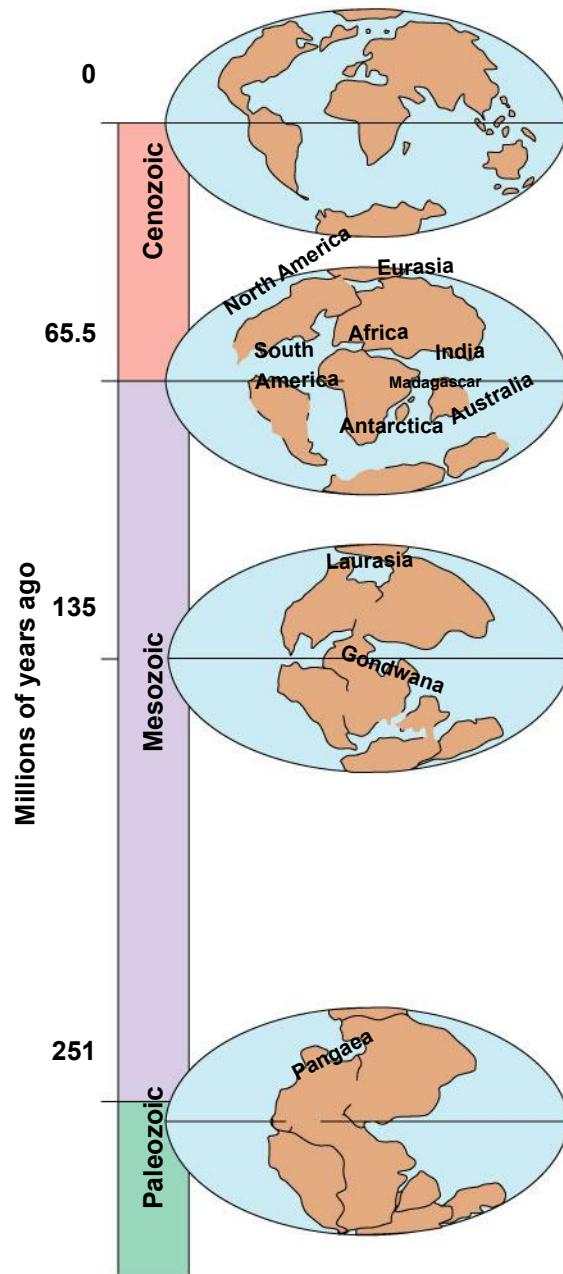 0
Cenozoic
North America
Eurasia
65.5
Africa
South
America
India
Madagascar
Australia
Antarctica
Millions of years ago
Laurasia
135
Gondwana
Mesozoic
251
Pangaea
Paleozoic